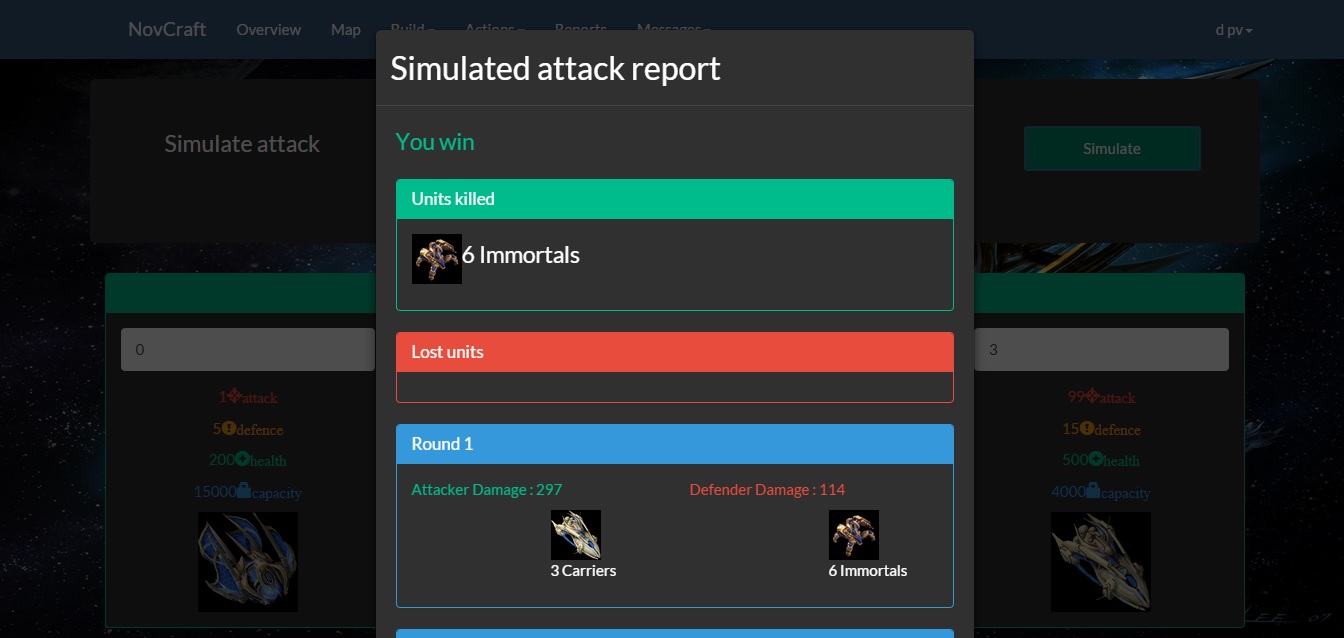 NovCraft Overview Map Build Actions Reports Messages d pv
Simulated attack report
Simulate attack
Simulate
You win
Units killed
6 Immortals
Lost units
0
3
1 attack
5 defence
200 health
15000 capacity
99 attack
15 defence
500 health
4000 capacity
Round 1
Attacker Damage : 297
Defender Damage : 114
3 Carriers
6 Immortals